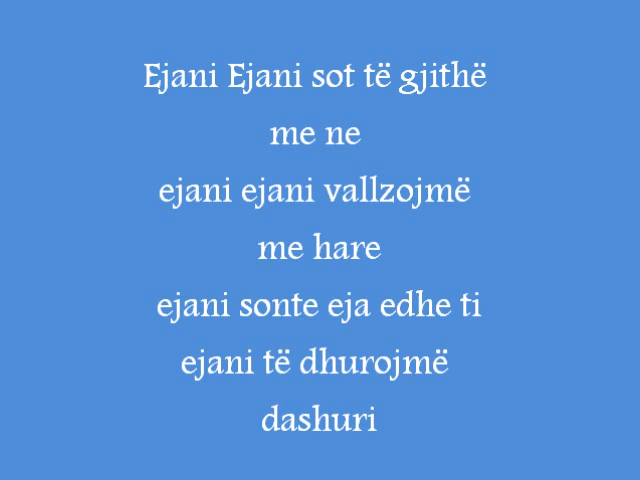 Ejani Ejani sot të gjithë
me ne
ejani ejani vallzojmë
me hare
ejani sonte eja edhe ti
ejani të dhurojmë
dashuri